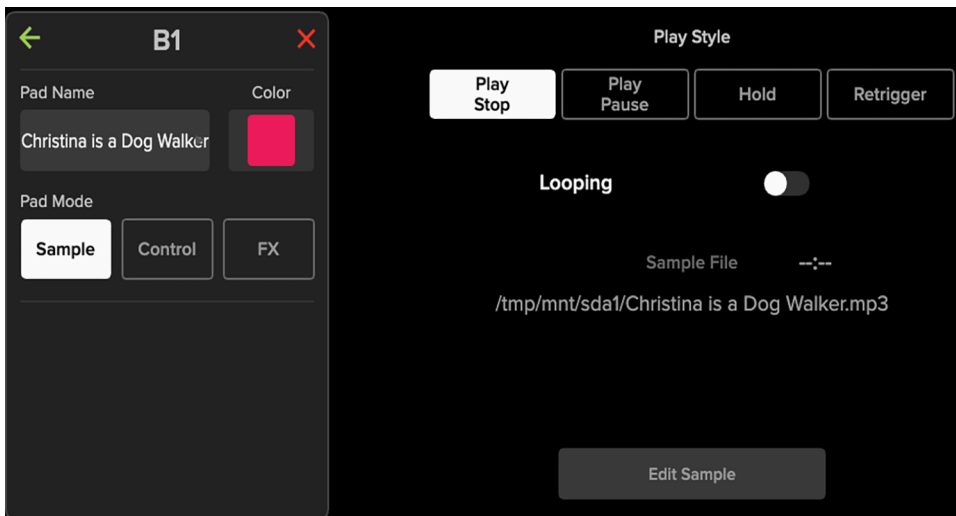 B1
Pad Name
Color
Christina is a Dog Walker
Pad Mode
Sample
Control
FX
Play Style
Play
Stop
Play
Pause
Hold
Retrigger
Looping
Sample File --:--
/tmp/mnt/sda1/Christina is a Dog Walker.mp3
Edit Sample